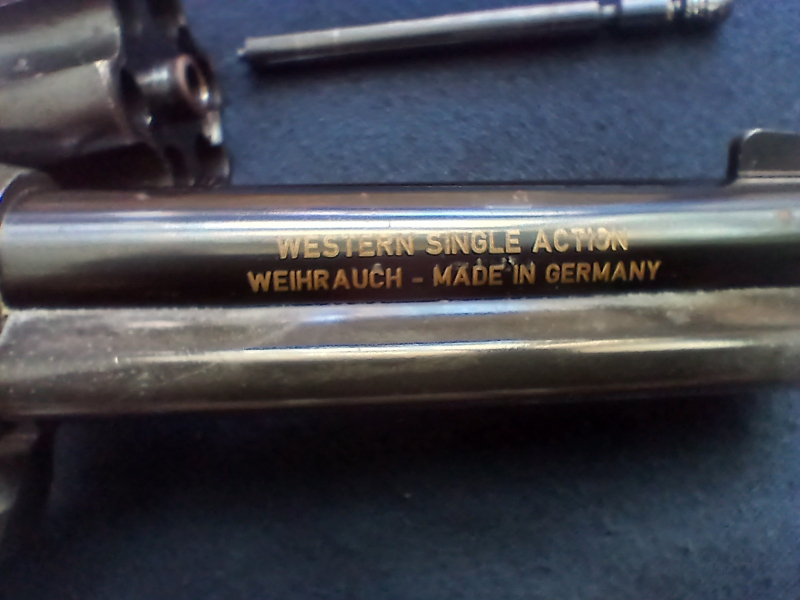 WESTERN SINGLE ACTION
WEIHRAUCH - MADE IN GERMANY